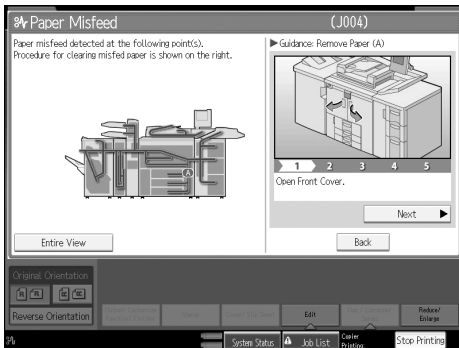 Paper Misfeed (J004)
Paper misfeed detected at the following point(s).
Procedure for clearing misfed paper is shown on the right.
▶Guidance: Remove Paper (A)
A
1 2 3 4 5
Open Front Cover.
Next ▶
Entire View
Back
Original Orientation
R R R R
Reverse Orientation
Edit
Reduce/
Enlarge
System Status
Job List
Copier
Printing:
Stop Printing